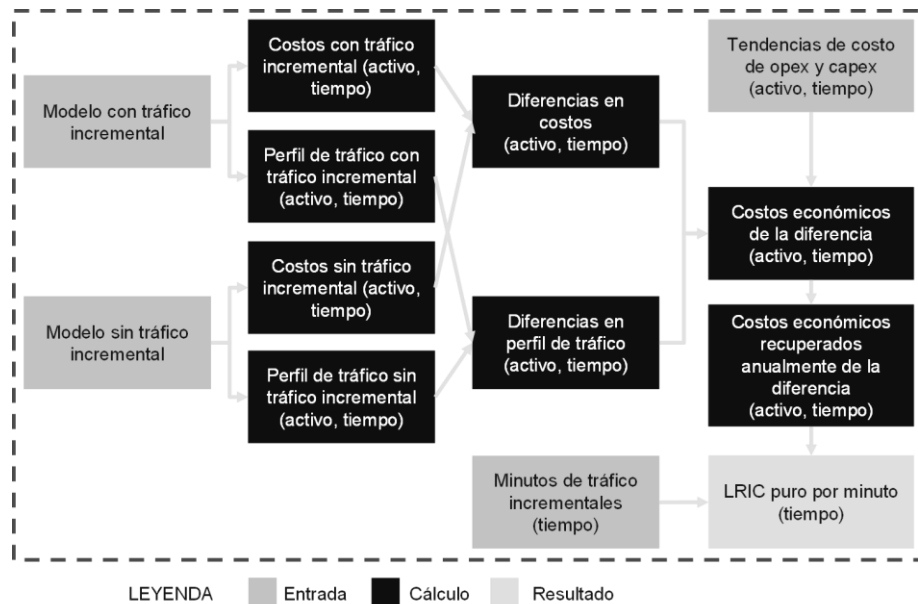 Modelo con tráfico
incremental
Modelo sin tráfico
incremental
Costos con tráfico
incremental (activo,
tiempo)
Perfil de tráfico con
tráfico incremental
(activo, tiempo)
Costos sin tráfico
incremental (activo,
tiempo)
Perfil de tráfico sin
tráfico incremental
(activo, tiempo)
Diferencias en
costos
(activo, tiempo)
Diferencias en
perfil de tráfico
(activo, tiempo)
Minutos de tráfico
incrementales
(tiempo)
Tendencias de costo
de opex y capex
(activo, tiempo)
Costos económicos
de la diferencia
(activo, tiempo)
Costos económicos
recuperados
anualmente de la
diferencia
(activo, tiempo)
LRIC puro por minuto
(tiempo)
LEYENDA
Entrada
Cálculo
Resultado